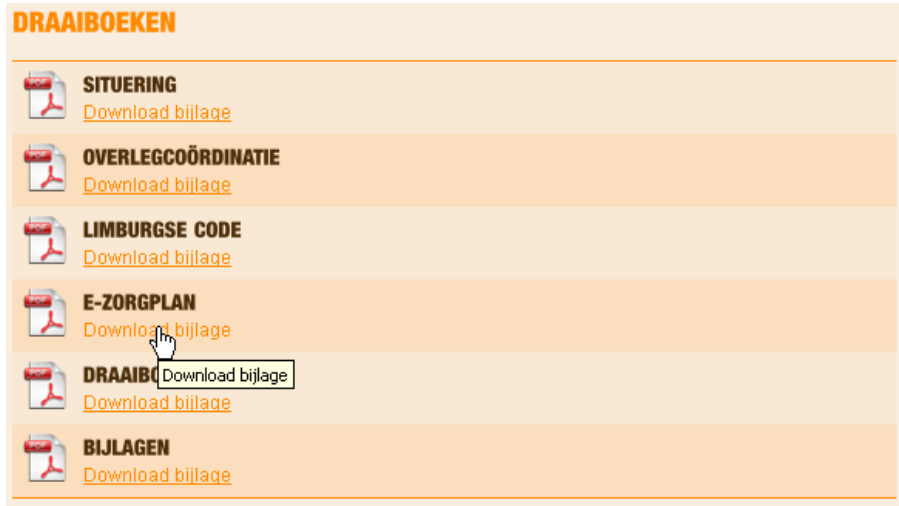 DRAAIBOEKEN
SITUERING
Download bijlage
OVERLEGCOÖRDINATIE
Download bijlage
LIMBURGSE CODE
Download bijlage
E-ZORGPLAN
Download bijlage
Download bijlage
Download bijlage
BIJLAGEN
Download bijlage